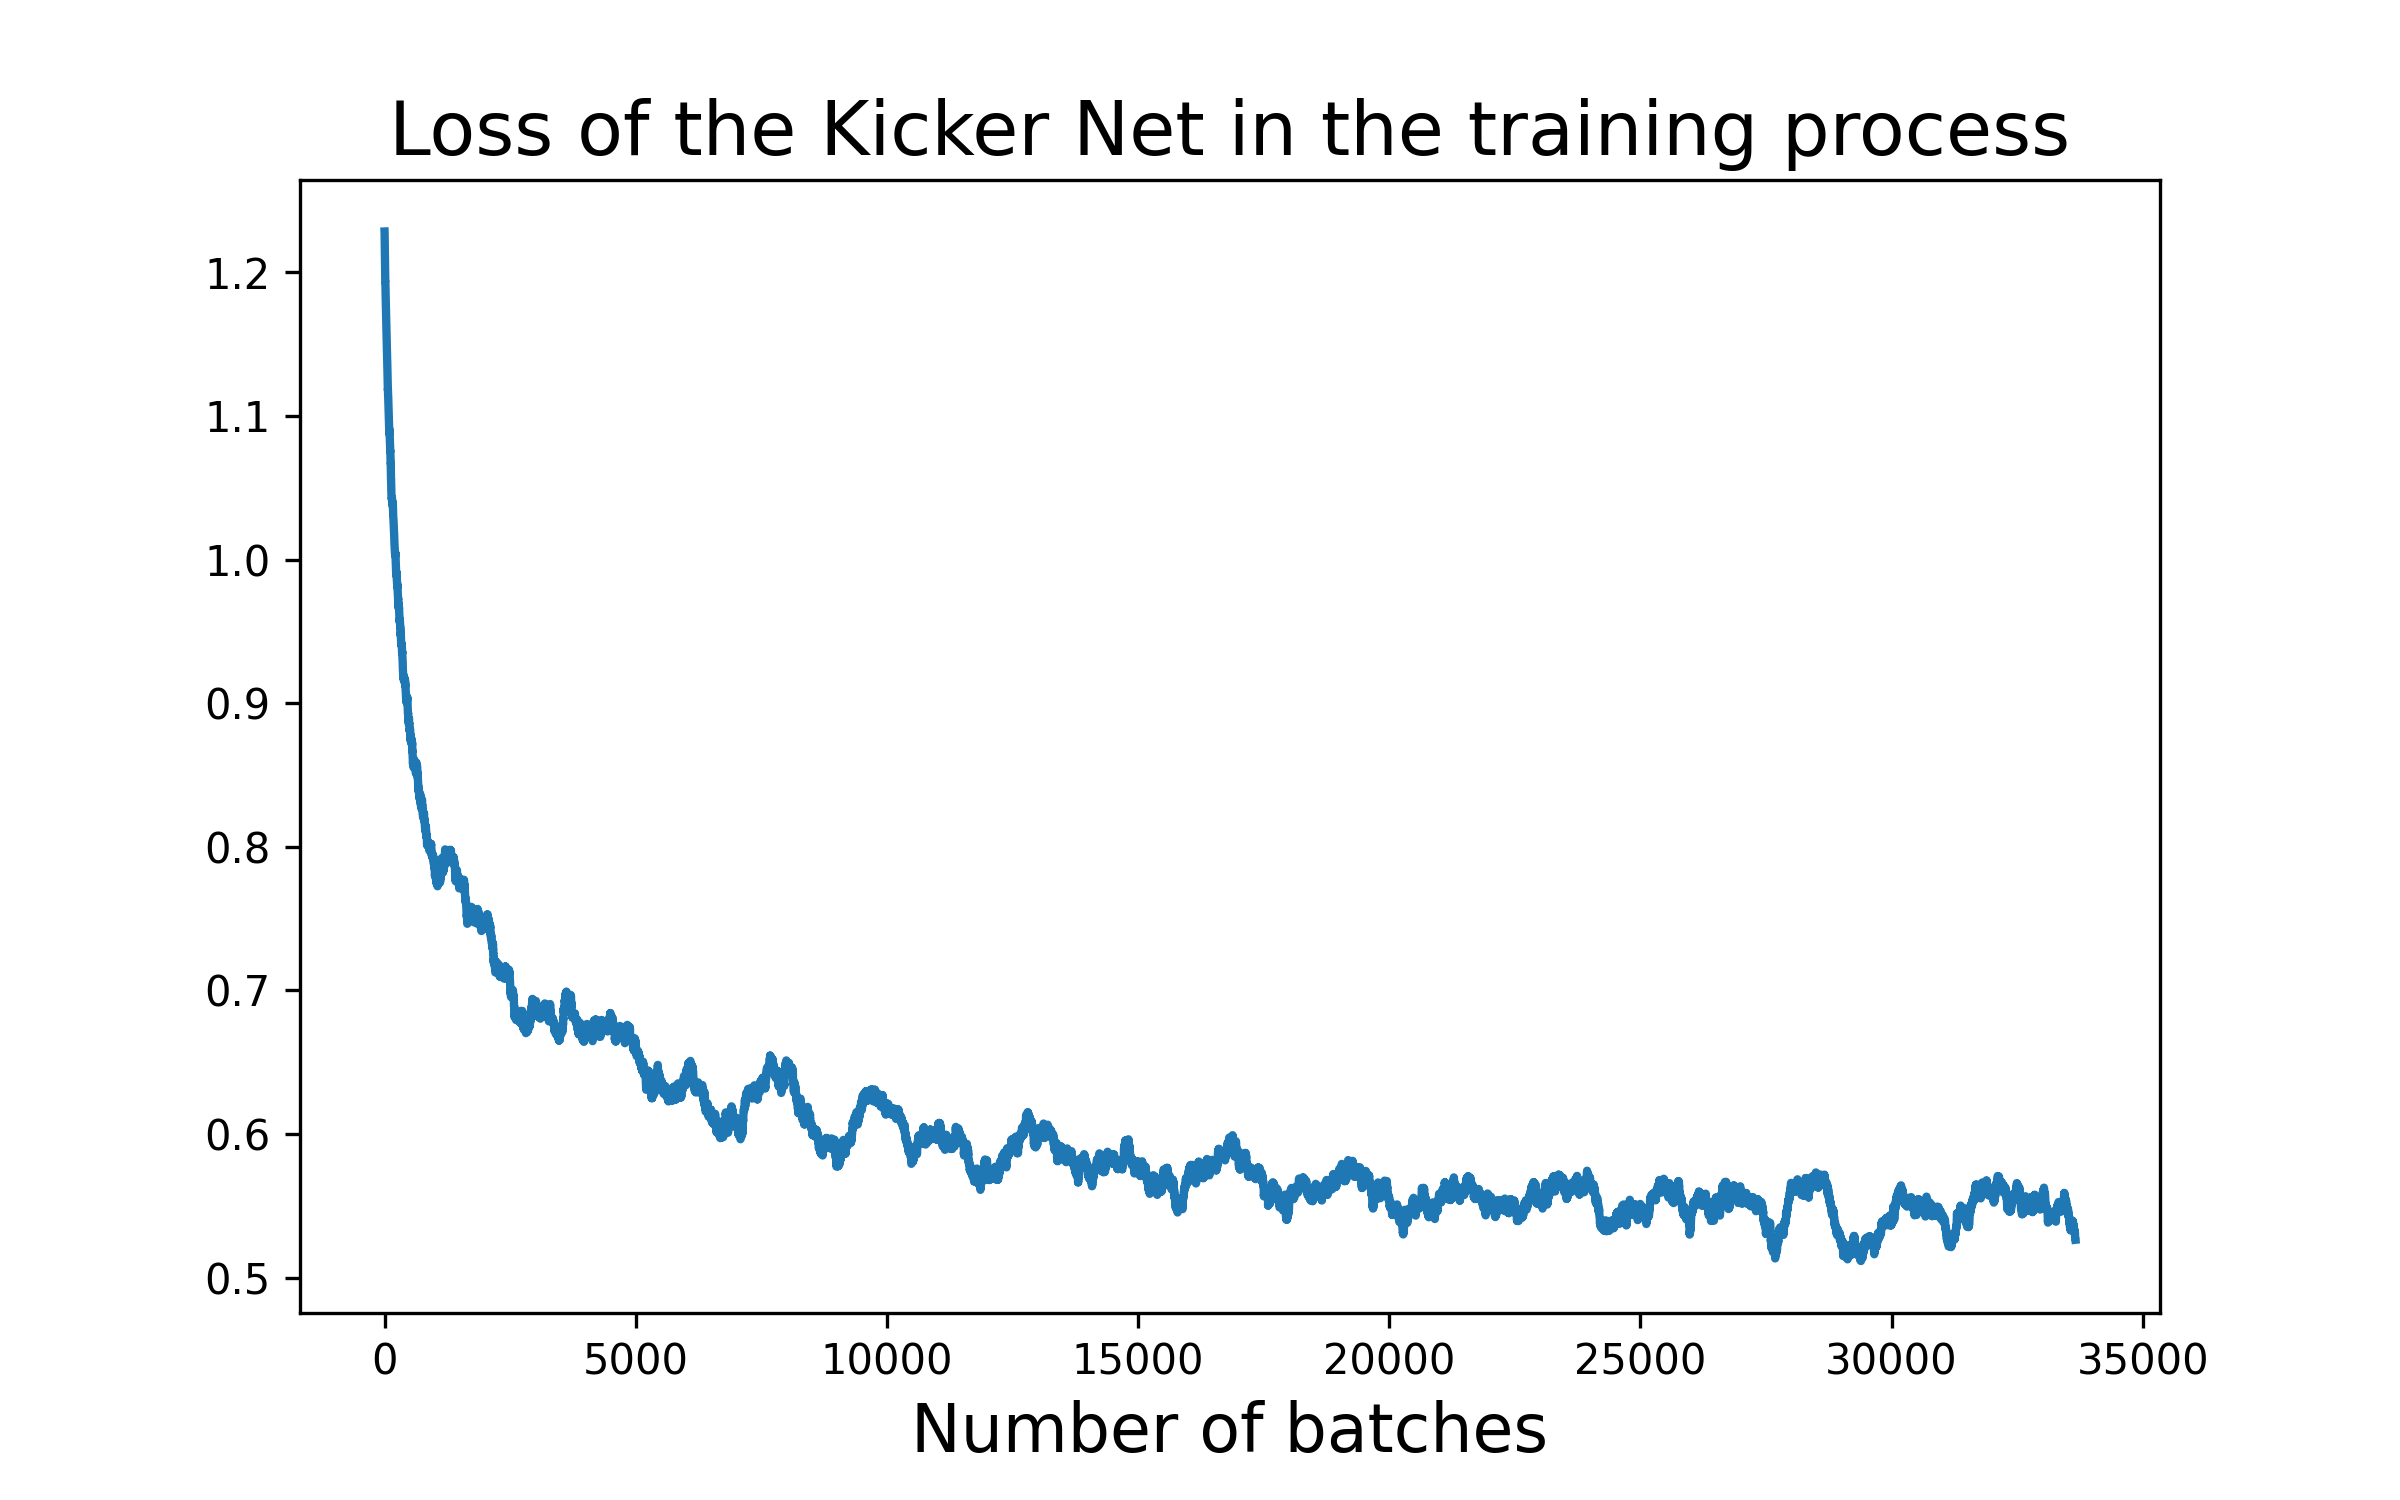 Loss of the Kicker Net in the training process
1.2
1.1
1.0
0.9
0.8
0.7
0.6
0.5
0 5000 10000 15000 20000 25000 30000 35000
Number of batches